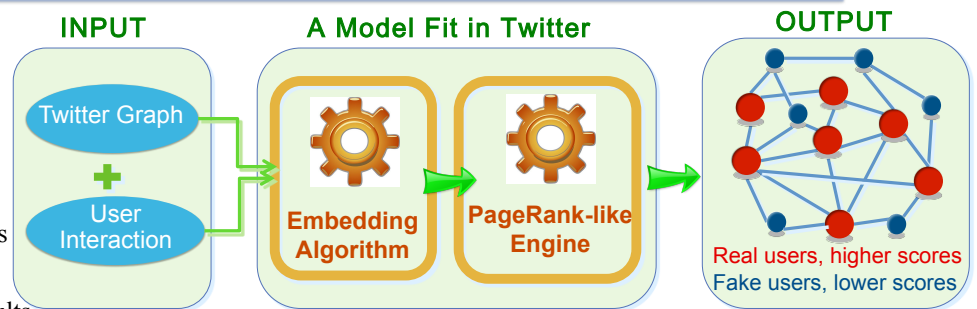 INPUT
A Model Fit in Twitter
OUTPUT
Twitter Graph
User
Interaction
Embedding
Algorithm
PageRank-like
Engine
Real users, higher scores
Fake users, lower scores